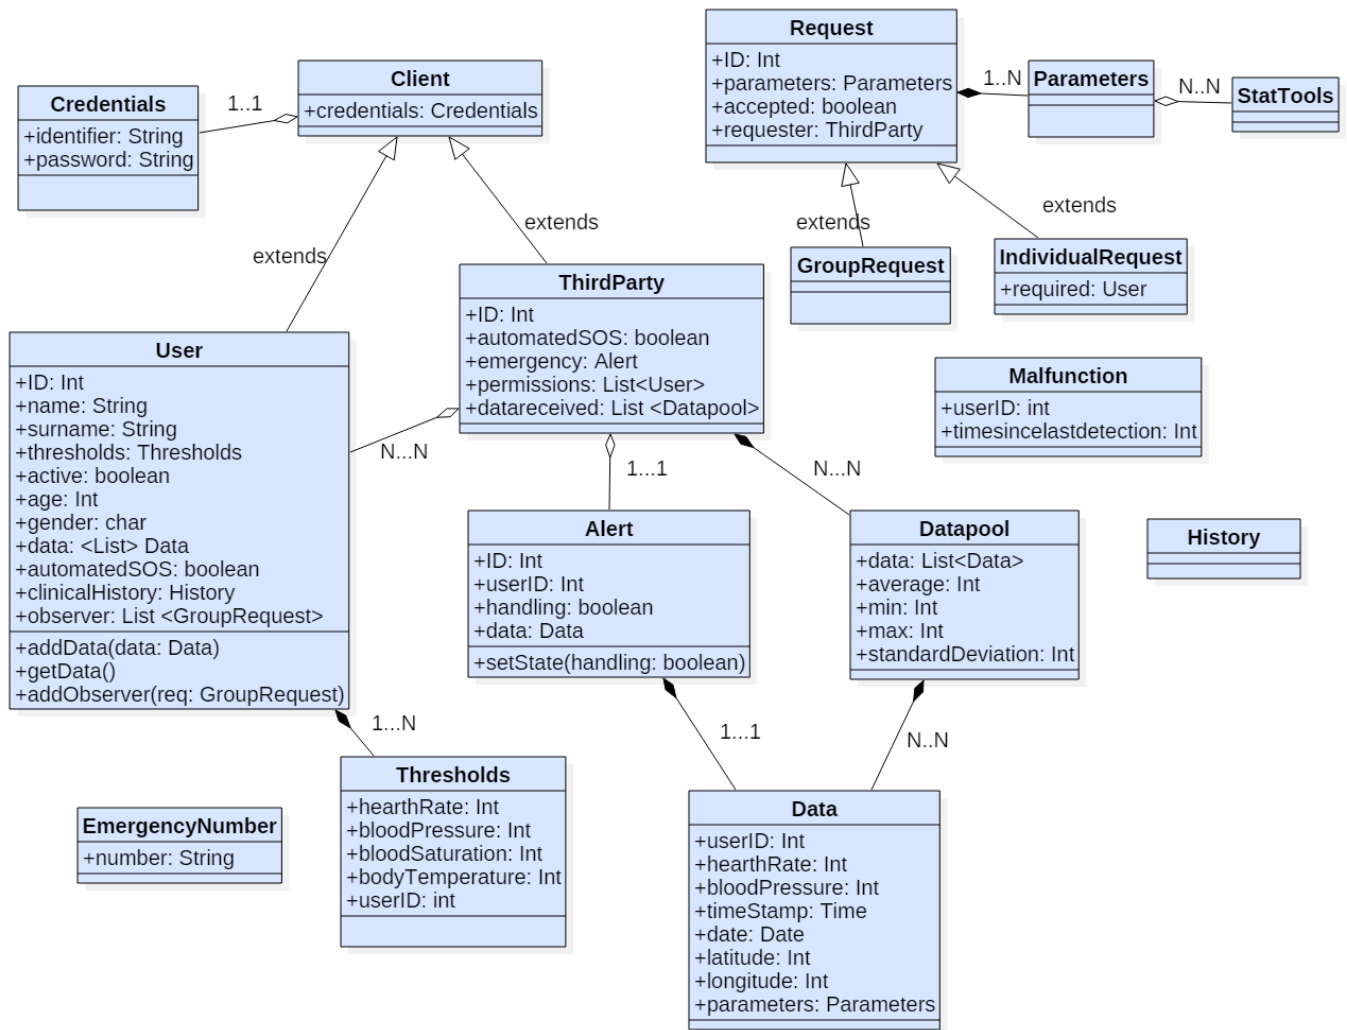 Request
+ID: Int
+parameters: Parameters
+accepted: boolean
+requester: ThirdParty
1..N
Parameters
N..N
StatTools
Client
+credentials: Credentials
1..1
Credentials
+identifier: String
+password: String
extends
extends
extends
extends
GroupRequest
IndividualRequest
+required: User
ThirdParty
+ID: Int
+automatedSOS: boolean
+emergency: Alert
+permissions: List<User>
+datareceived: List <Datapool>
User
+ID: Int
+name: String
+surname: String
+thresholds: Thresholds
+active: boolean
+age: Int
+gender: char
+data: <List> Data
+automatedSOS: boolean
+clinicalHistory: History
+observer: List <GroupRequest>
+addData(data: Data)
+getData()
+addObserver(req: GroupRequest)
N...N
1...1
N...N
Malfunction
+userID: int
+timesincelastdetection: Int
Alert
+ID: Int
+userID: Int
+handling: boolean
+data: Data
+setState(handling: boolean)
Datapool
+data: List<Data>
+average: Int
+min: Int
+max: Int
+standardDeviation: Int
History
1...N
1...1
N..N
Thresholds
+hearthRate: Int
+bloodPressure: Int
+bloodSaturation: Int
+bodyTemperature: Int
+userID: int
EmergencyNumber
+number: String
Data
+userID: Int
+hearthRate: Int
+bloodPressure: Int
+timeStamp: Time
+date: Date
+latitude: Int
+longitude: Int
+parameters: Parameters